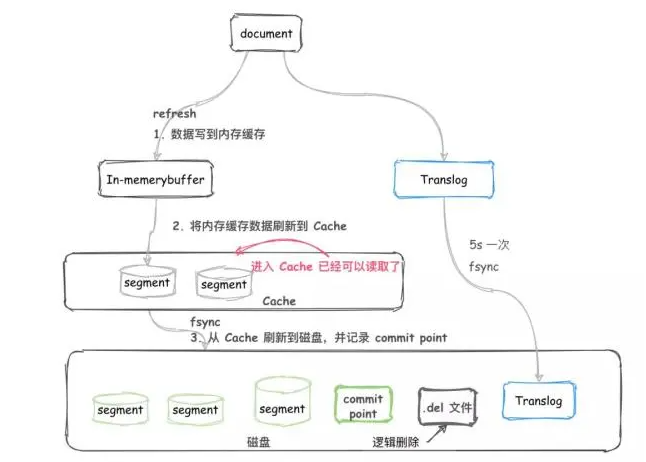 document
refresh
1. 数据写到内存缓存
In-memerybuffer
Translog
2. 将内存缓存数据刷新到 Cache
5s 一次
fsync
进入 Cache 已经可以读取了
segment
segment
Cache
fsync
3. 从 Cache 刷新到磁盘，并记录 commit point
segment
segment
segment
commit
point
.del 文件
Translog
磁盘
逻辑删除